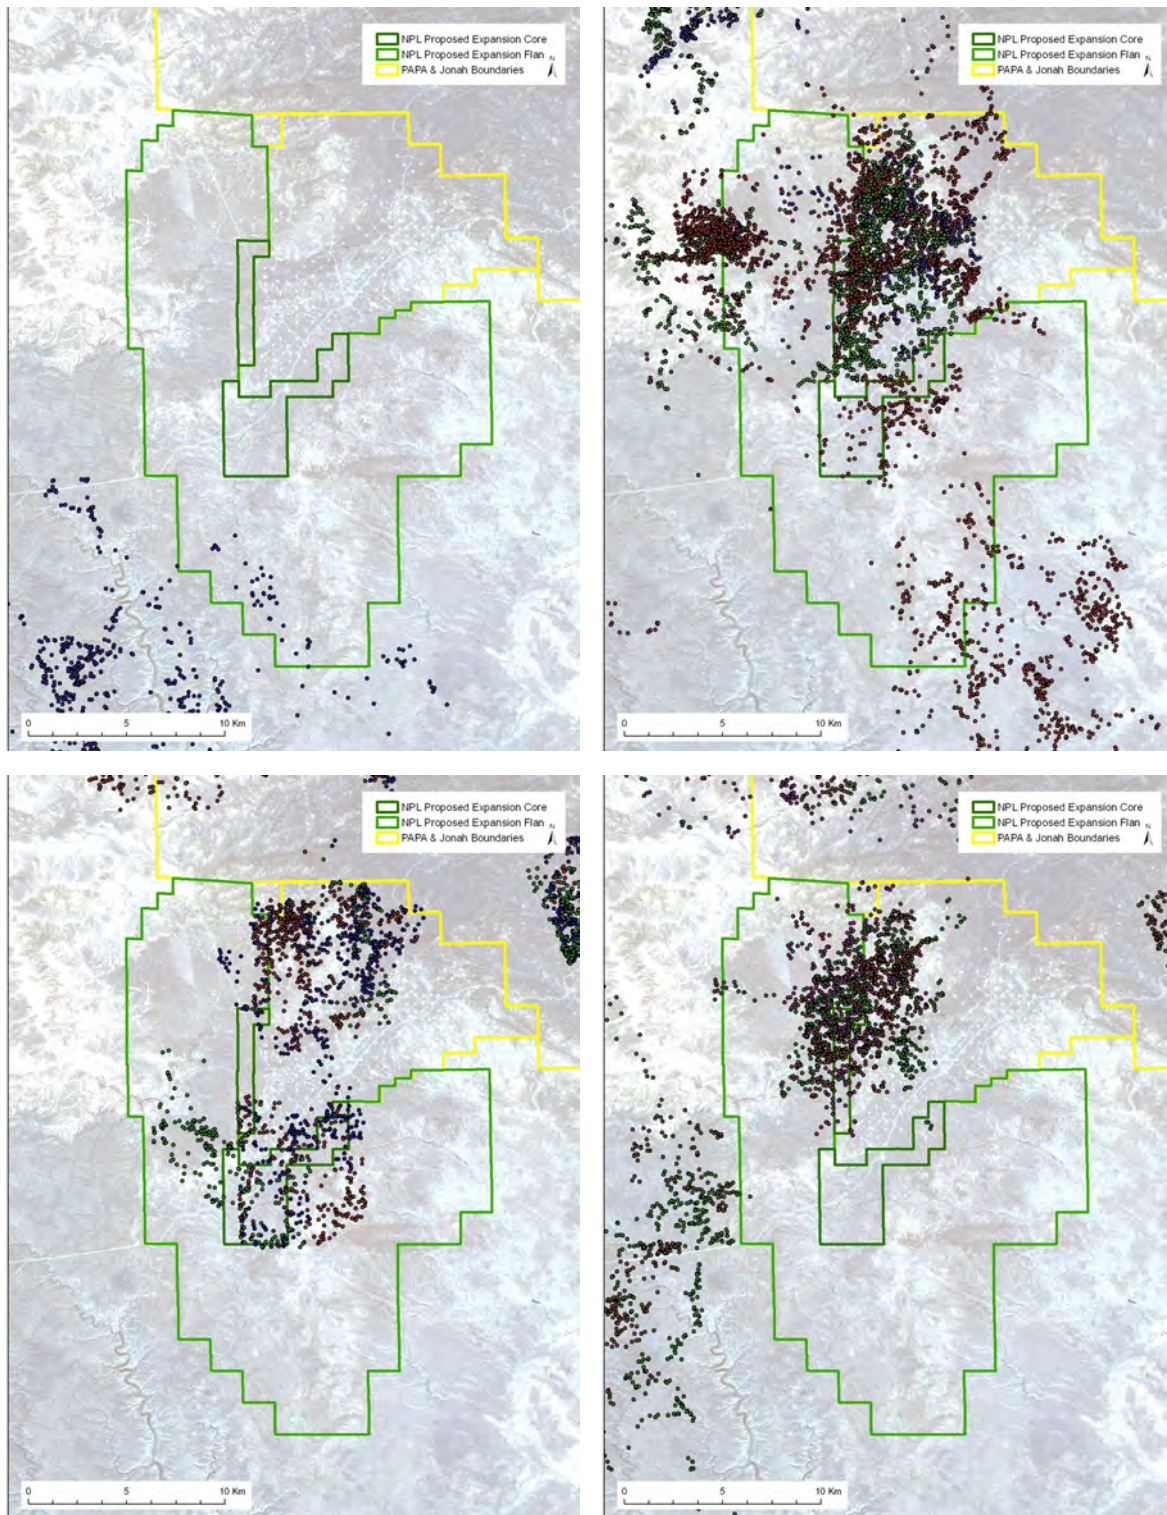 NPL Proposed Expansion Core
NPL Proposed Expansion Flan
PAPA & Jonah Boundaries
N
0 5 10 Km
NPL Proposed Expansion Core
NPL Proposed Expansion Flan
PAPA & Jonah Boundaries
N
0 5 10 Km
NPL Proposed Expansion Core
NPL Proposed Expansion Flan
PAPA & Jonah Boundaries
N
0 5 10 Km
NPL Proposed Expansion Core
NPL Proposed Expansion Flan
PAPA & Jonah Boundaries
N
0 5 10 Km